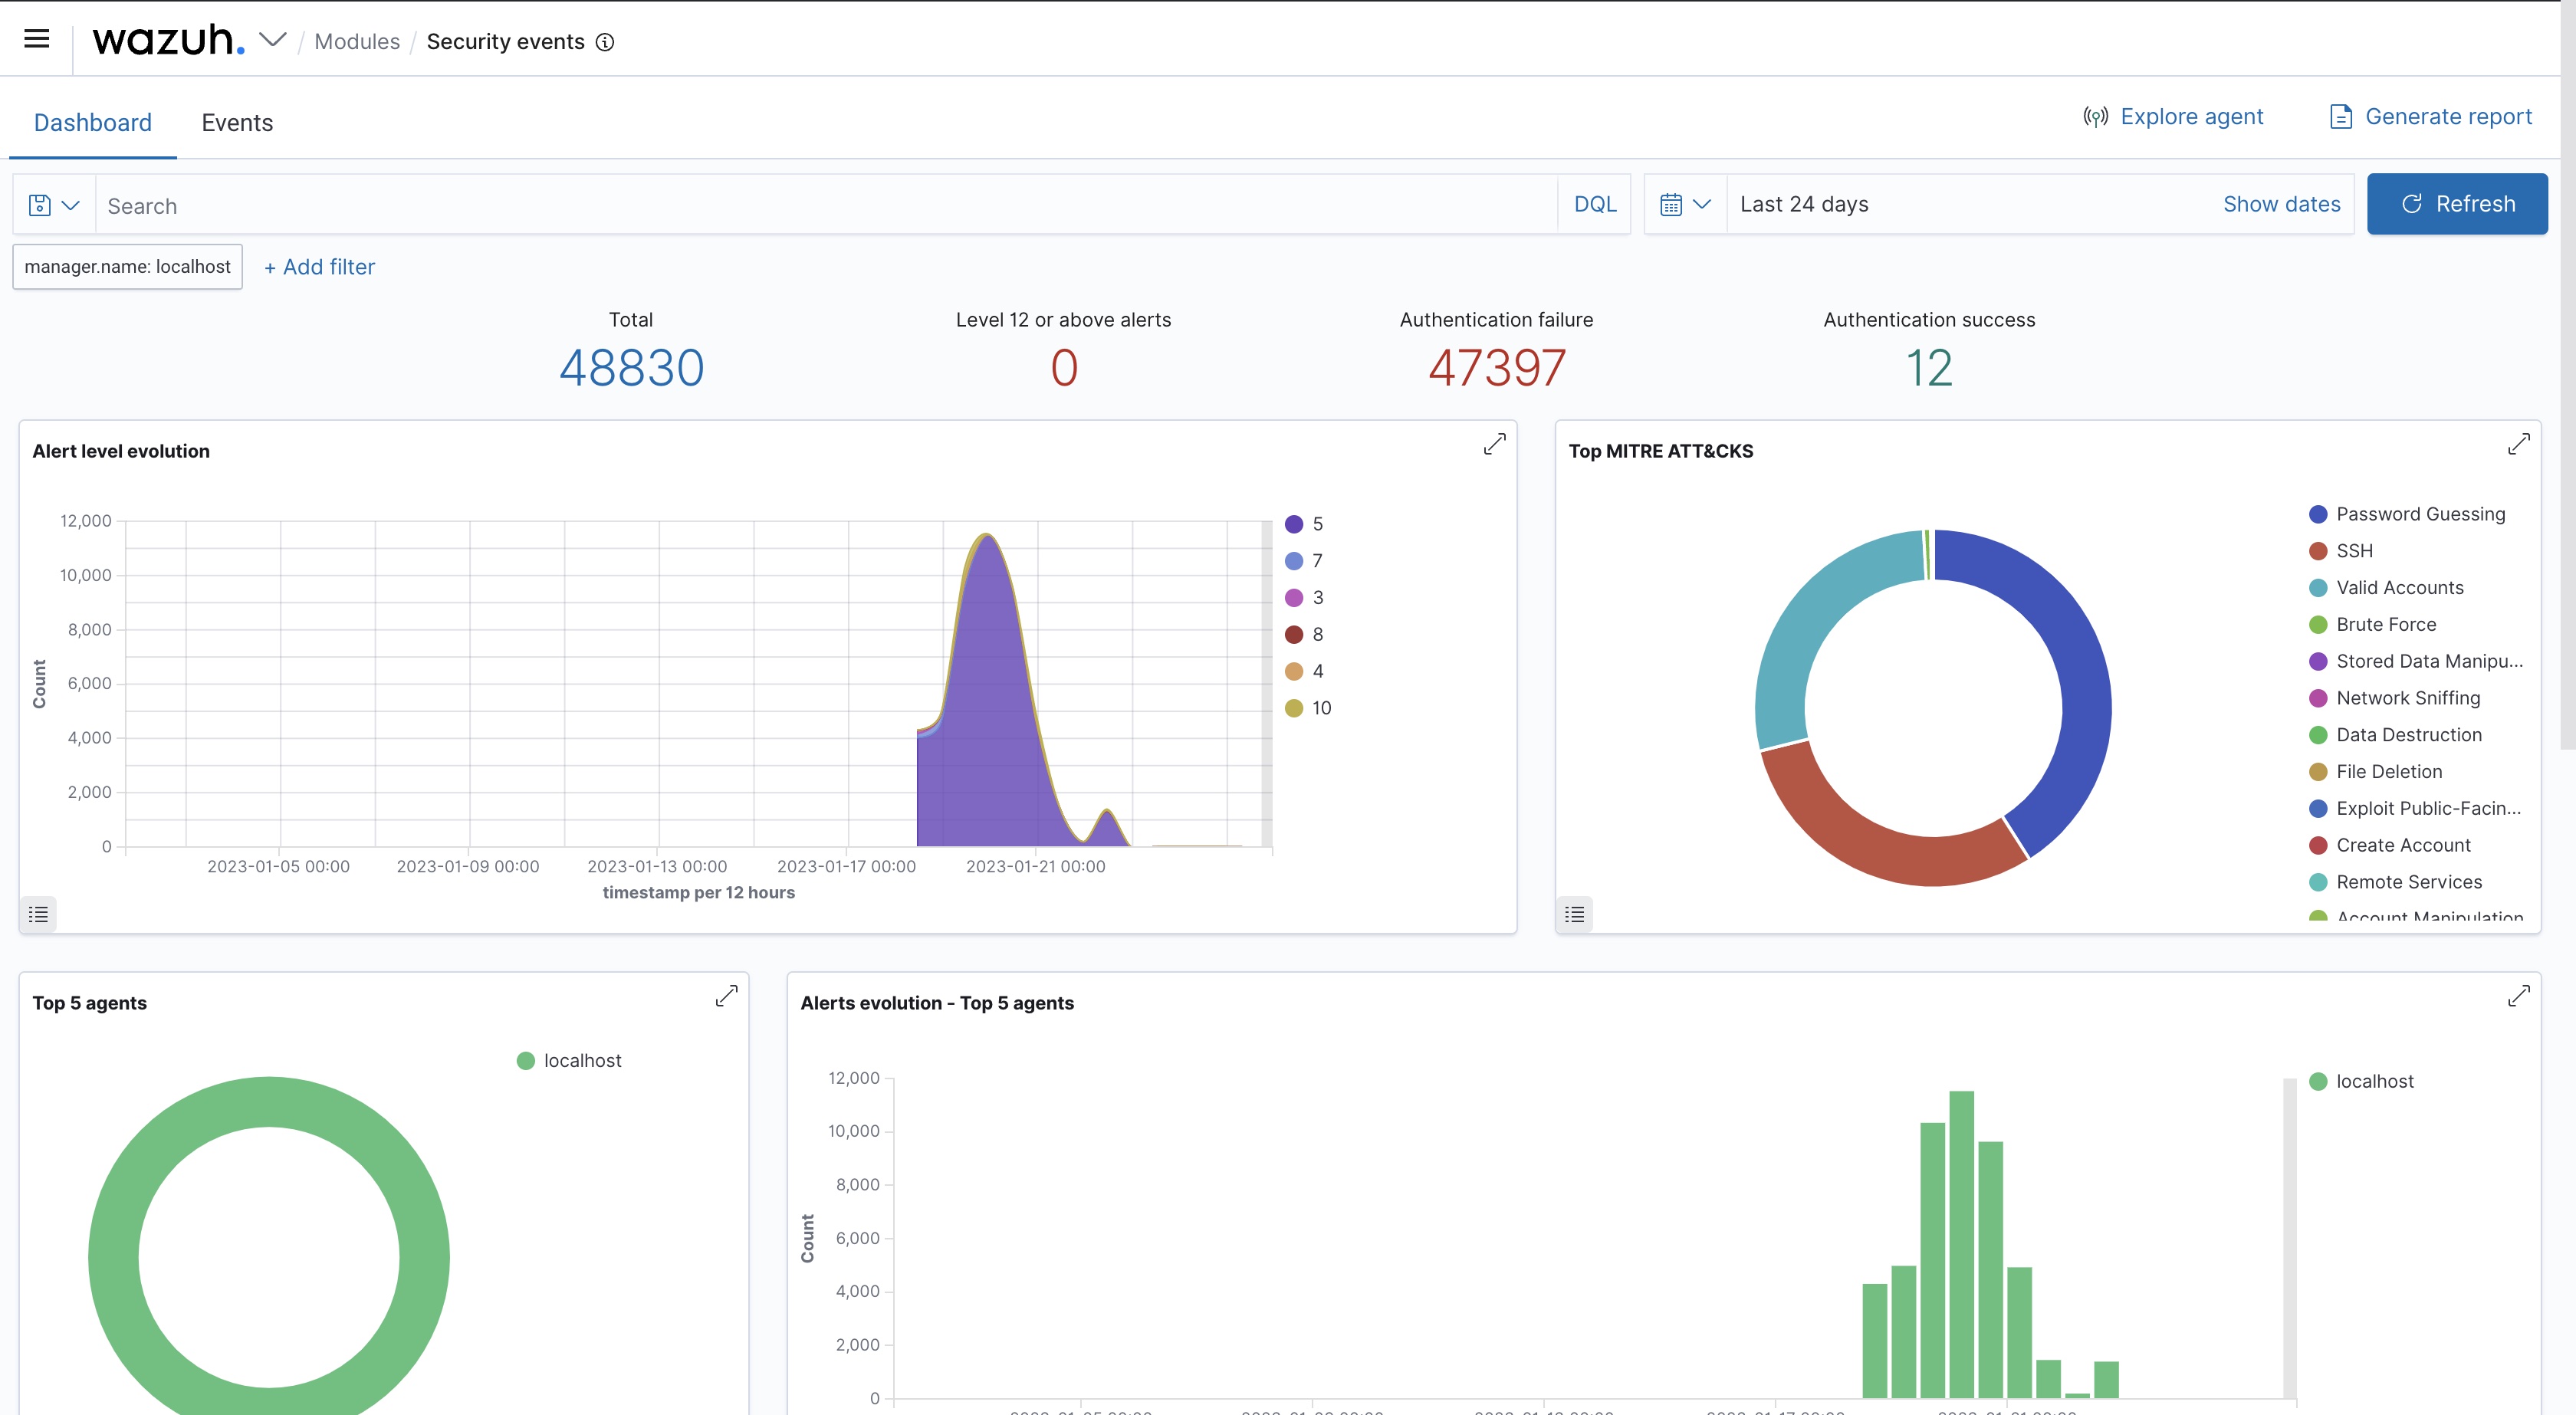 wazuh. / Modules / Security events
Dashboard Events Explore agent Generate report
Search DQL Last 24 days Show dates Refresh
manager.name: localhost + Add filter
Total Level 12 or above alerts Authentication failure Authentication success
48830 0 47397 12
Alert level evolution
12,000
10,000
8,000
6,000
4,000
2,000
0
Count
2023-01-05 00:00 2023-01-09 00:00 2023-01-13 00:00 2023-01-17 00:00 2023-01-21 00:00
timestamp per 12 hours
5
7
3
8
4
10
Top MITRE ATT&CKS
Password Guessing
SSH
Valid Accounts
Brute Force
Stored Data Manipu...
Network Sniffing
Data Destruction
File Deletion
Exploit Public-Facin...
Create Account
Remote Services
Account Manipulation
Top 5 agents
localhost
Alerts evolution - Top 5 agents
12,000
10,000
8,000
6,000
4,000
2,000
0
Count
localhost